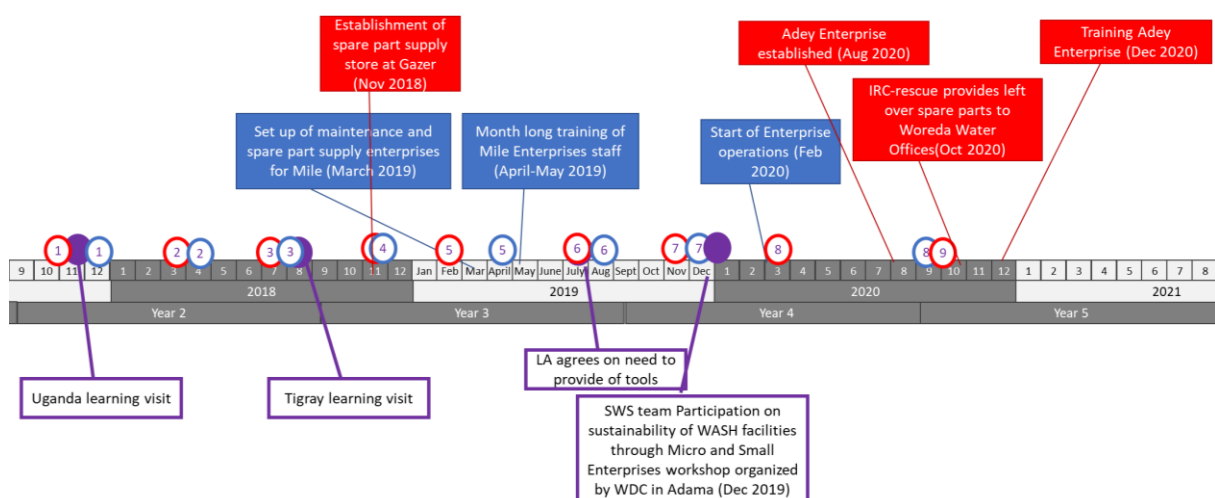 Establishment of
spare part supply
store at Gazer
(Nov 2018)
Adey Enterprise
established (Aug 2020)
Training Adey
Enterprise (Dec 2020)
IRC-rescue provides left
over spare parts to
Woreda Water
Offices(Oct 2020)
Set up of maintenance and
spare part supply enterprises
for Mile (March 2019)
Month long training of
Mile Enterprises staff
(April-May 2019)
Start of Enterprise
operations (Feb
2020)
1 1 2 2 3 3 4 5 5 6 6 7 7 8 8 9
9 10 11 12 1 2 3 4 5 6 7 8 9 10 11 12 Jan Feb Mar April May June July Aug Sept Oct Nov Dec 1 2 3 4 5 6 7 8 9 10 11 12 1 2 3 4 5 6 7 8
2018 2019 2020 2021
Year 2 Year 3 Year 4 Year 5
Uganda learning visit
Tigray learning visit
LA agrees on need to
provide of tools
SWS team Participation on
sustainability of WASH facilities
through Micro and Small
Enterprises workshop organized
by WDC in Adama (Dec 2019)